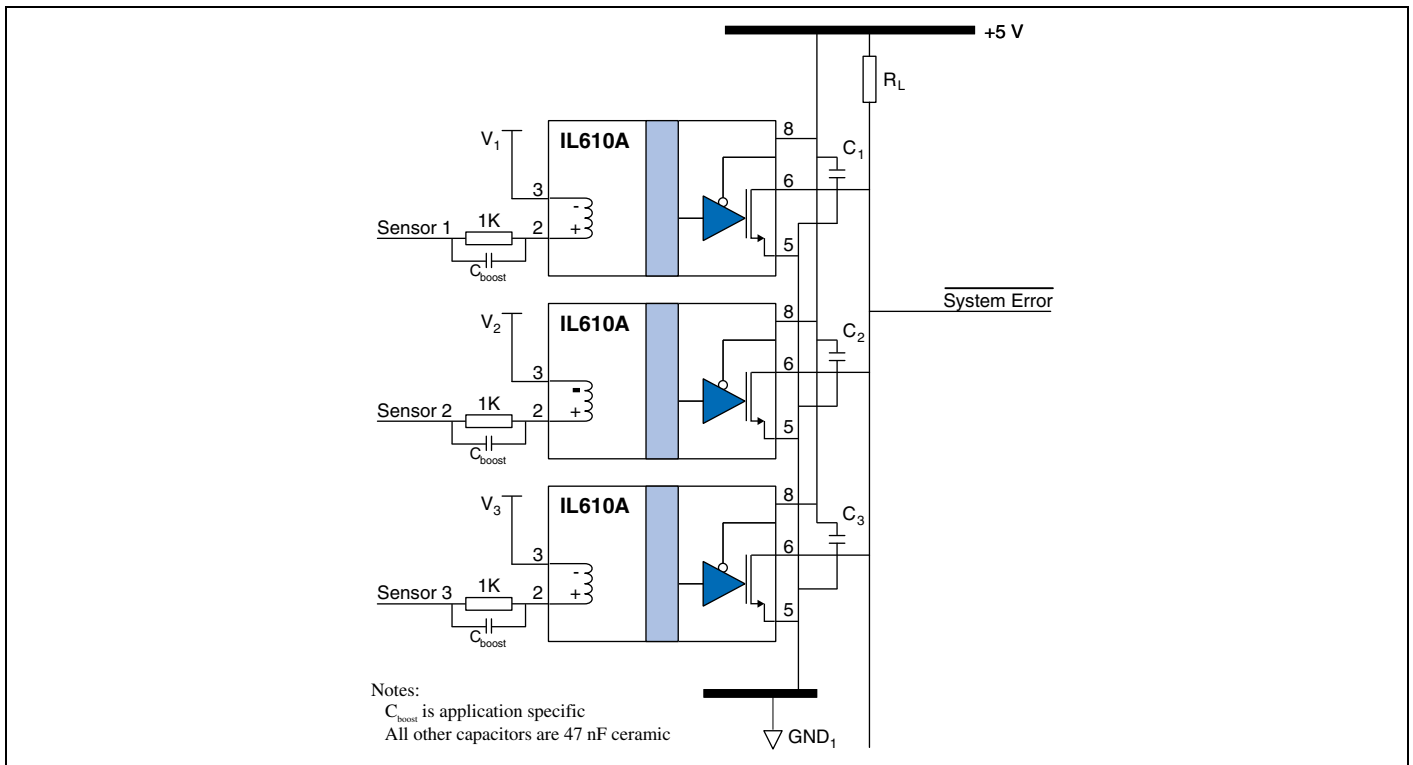 +5 V
R_L
IL610A
8
V_1
C_1
3
6
-
Sensor 1
1K
2
+
5
C_boost
System Error
IL610A
8
V_2
C_2
3
6
-
Sensor 2
1K
2
+
5
C_boost
IL610A
8
V_3
C_3
3
6
-
Sensor 3
1K
2
+
5
C_boost
Notes:
C_boost is application specific
All other capacitors are 47 nF ceramic
GND_1